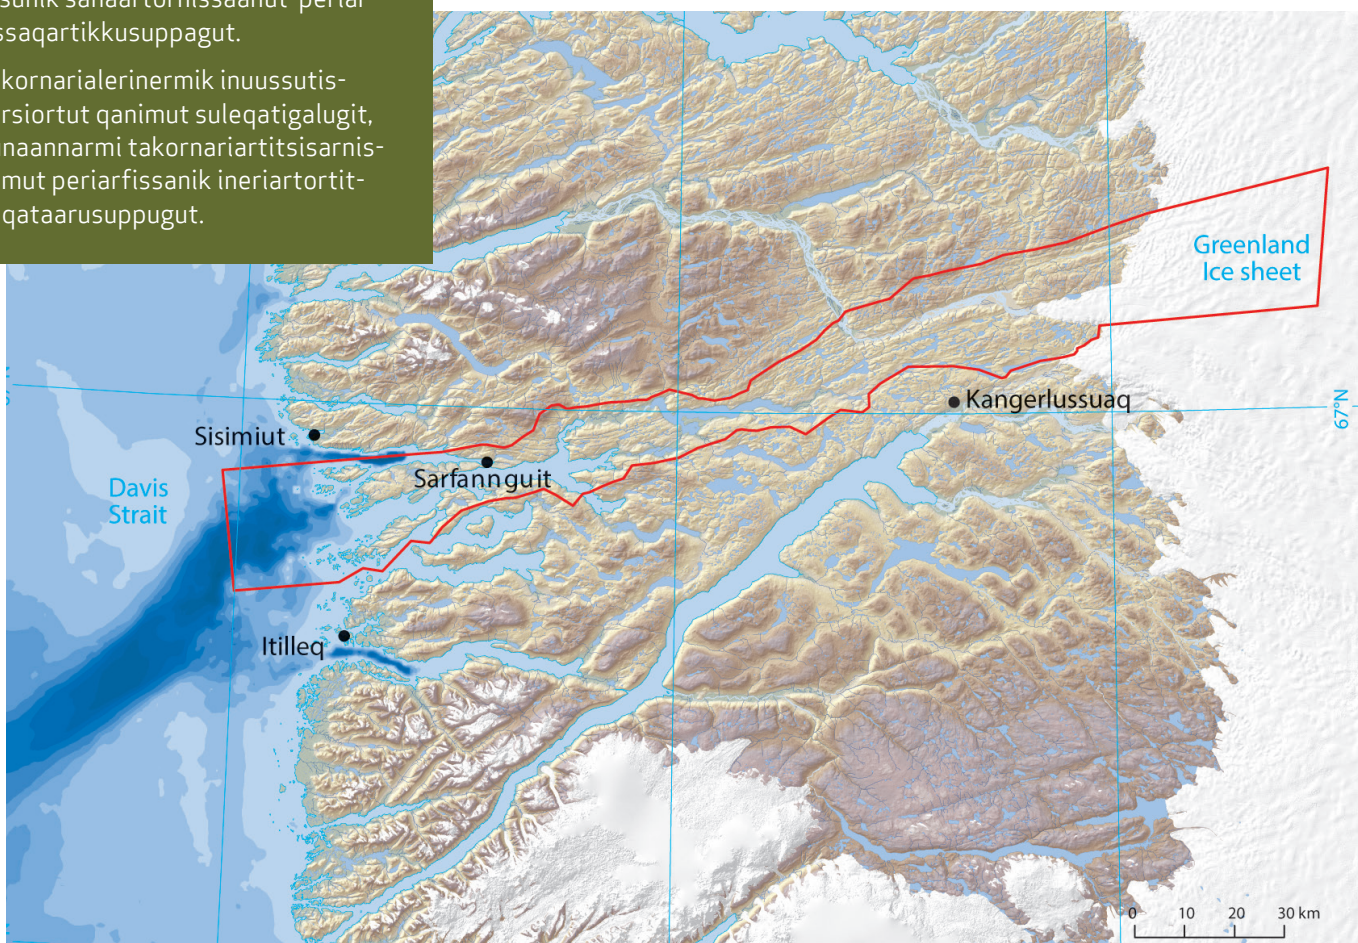 ssaqartikkusuppagut.
kornarialerinermik inuussutis-
rsiortut qanimut suleqatigalugit,
naannarmi takornariartitsisarnis-
mut periarfissanik ineriartortit-
qataarusuppugut.
Greenland
Ice sheet
Kangerlussuaq
67°N
Sisimiut
Sarfannguit
Davis
Strait
Itilleq
0 10 20 30 km